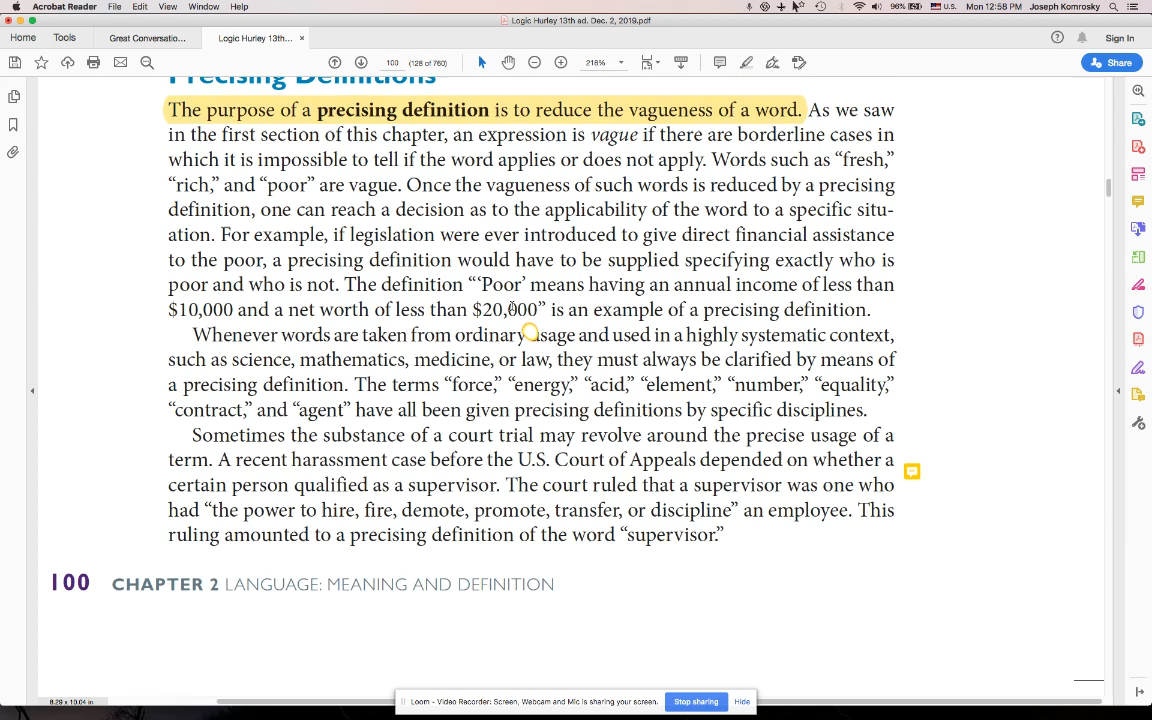 Acrobat Reader File Edit View Window Help 96% U.S. Mon 12:58 PM Joseph Komrosky
Logic Hurley 13th ed. Dec. 2, 2019.pdf
Home Tools Great Conversatio... Logic Hurley 13th... × Sign In
100 (128 of 760) 218% Share
Precising Definitions
The purpose of a precising definition is to reduce the vagueness of a word. As we saw
in the first section of this chapter, an expression is vague if there are borderline cases in
which it is impossible to tell if the word applies or does not apply. Words such as “fresh,”
“rich,” and “poor” are vague. Once the vagueness of such words is reduced by a precising
definition, one can reach a decision as to the applicability of the word to a specific situ-
ation. For example, if legislation were ever introduced to give direct financial assistance
to the poor, a precising definition would have to be supplied specifying exactly who is
poor and who is not. The definition “‘Poor’ means having an annual income of less than
$10,000 and a net worth of less than $20,000” is an example of a precising definition.
Whenever words are taken from ordinary usage and used in a highly systematic context,
such as science, mathematics, medicine, or law, they must always be clarified by means of
a precising definition. The terms “force,” “energy,” “acid,” “element,” “number,” “equality,”
“contract,” and “agent” have all been given precising definitions by specific disciplines.
Sometimes the substance of a court trial may revolve around the precise usage of a
term. A recent harassment case before the U.S. Court of Appeals depended on whether a
certain person qualified as a supervisor. The court ruled that a supervisor was one who
had “the power to hire, fire, demote, promote, transfer, or discipline” an employee. This
ruling amounted to a precising definition of the word “supervisor.”
100 CHAPTER 2 LANGUAGE: MEANING AND DEFINITION
8.29 x 10.04 in
Loom - Video Recorder: Screen, Webcam and Mic is sharing your screen. Stop sharing Hide